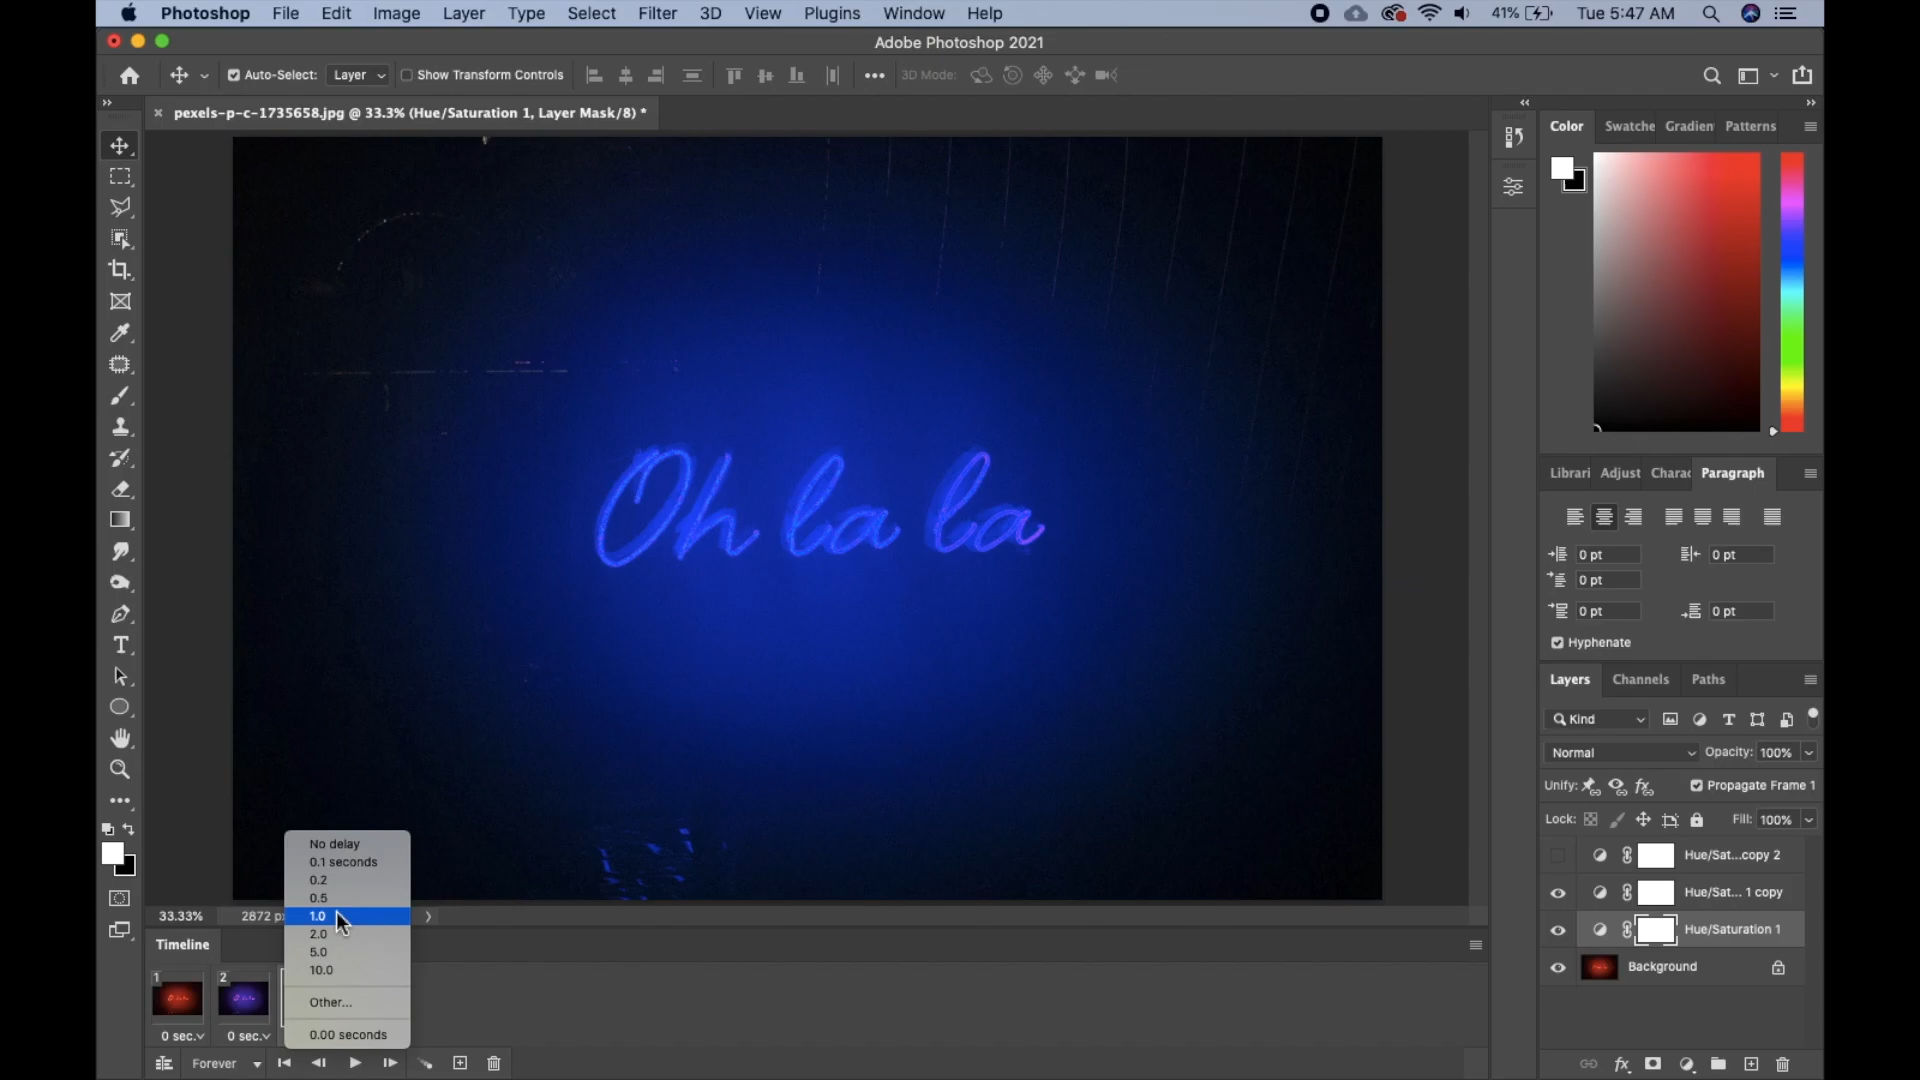 Photoshop File Edit Image Layer Type Select Filter 3D View Plugins Window Help 41% Tue 5:47 AM
Adobe Photoshop 2021
Auto-Select: Layer Show Transform Controls 3D Mode:
pexels-p-c-1735658.jpg @ 33.3% (Hue/Saturation 1, Layer Mask/8) *
Color Swatche Gradien Patterns
Oh la la
Librari Adjust Charac Paragraph
0 pt 0 pt
0 pt
0 pt 0 pt
Hyphenate
Layers Channels Paths
Kind
Normal Opacity: 100%
Unify: Propagate Frame 1
Lock: Fill: 100%
Hue/Sat...copy 2
Hue/Sat... 1 copy
Hue/Saturation 1
Background
No delay
0.1 seconds
0.2
0.5
1.0
2.0
5.0
10.0
Other...
0.00 seconds
33.33% 2872 p
Timeline
1 2
0 sec. 0 sec.
Forever